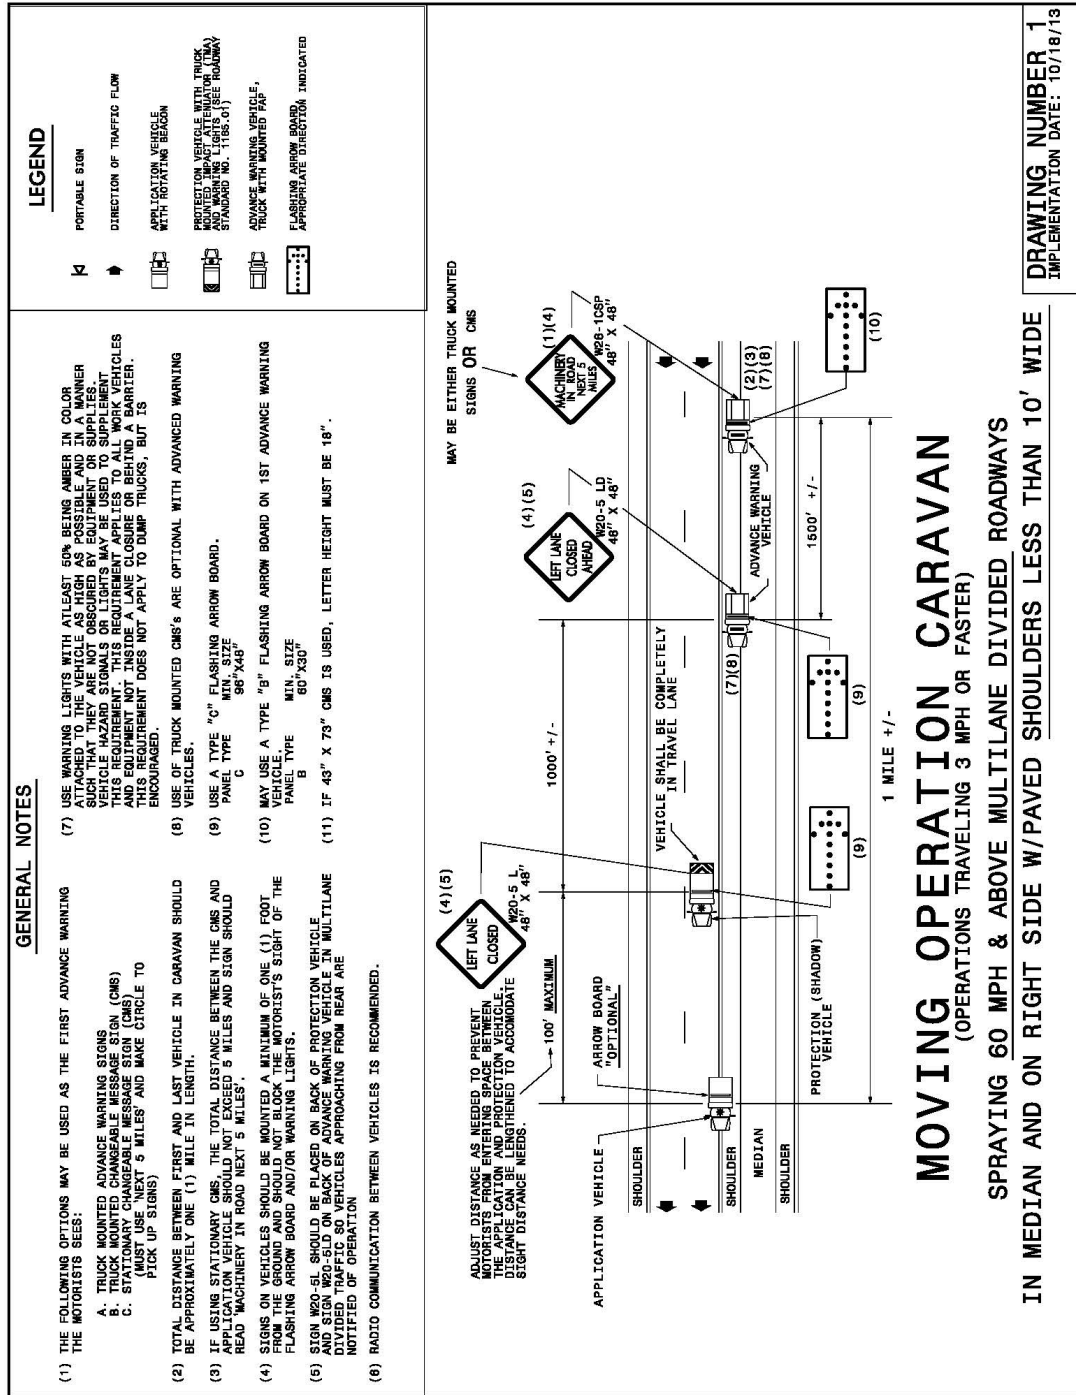 GENERAL NOTES
(1) THE FOLLOWING OPTIONS MAY BE USED AS THE FIRST ADVANCE WARNING
THE MOTORISTS SEES:
A. TRUCK MOUNTED ADVANCE WARNING SIGNS
B. TRUCK MOUNTED CHANGEABLE MESSAGE SIGN (CMS)
C. STATIONARY CHANGEABLE MESSAGE SIGN (CMS)
(MUST USE 'NEXT 5 MILES' AND MAKE CIRCLE TO
PICK UP SIGNS)
(2) TOTAL DISTANCE BETWEEN FIRST AND LAST VEHICLE IN CARAVAN SHOULD
BE APPROXIMATELY ONE (1) MILE IN LENGTH.
(3) IF USING STATIONARY CMS, THE TOTAL DISTANCE BETWEEN THE CMS AND
APPLICATION VEHICLE SHOULD NOT EXCEED 5 MILES AND SIGN SHOULD
READ 'MACHINERY IN ROAD NEXT 5 MILES'.
(4) SIGNS ON VEHICLES SHOULD BE MOUNTED A MINIMUM OF ONE (1) FOOT
FROM THE GROUND AND SHOULD NOT BLOCK THE MOTORIST'S SIGHT OF THE
FLASHING ARROW BOARD AND/OR WARNING LIGHTS.
(5) SIGN W20-5L SHOULD BE PLACED ON BACK OF PROTECTION VEHICLE
AND SIGN W20-5LD ON BACK OF ADVANCE WARNING VEHICLE IN MULTILANE
DIVIDED TRAFFIC SO VEHICLES APPROACHING FROM REAR ARE
NOTIFIED OF OPERATION
(6) RADIO COMMUNICATION BETWEEN VEHICLES IS RECOMMENDED.
(7) USE WARNING LIGHTS WITH ATLEAST 50% BEING AMBER IN COLOR
ATTACHED TO THE VEHICLE AS HIGH AS POSSIBLE AND IN A MANNER
SUCH THAT THEY ARE NOT OBSCURED BY EQUIPMENT OR SUPPLIES.
VEHICLE HAZARD SIGNALS OR LIGHTS MAY BE USED TO SUPPLEMENT
THIS REQUIREMENT. THIS REQUIREMENT APPLIES TO ALL WORK VEHICLES
AND EQUIPMENT NOT INSIDE A LANE CLOSURE OR BEHIND A BARRIER.
THIS REQUIREMENT DOES NOT APPLY TO DUMP TRUCKS, BUT IS
ENCOURAGED.
(8) USE OF TRUCK MOUNTED CMS's ARE OPTIONAL WITH ADVANCED WARNING
VEHICLES.
(9) USE A TYPE "C" FLASHING ARROW BOARD.
PANEL TYPE MIN. SIZE
C 96"X48"
(10) MAY USE A TYPE "B" FLASHING ARROW BOARD ON 1ST ADVANCE WARNING
VEHICLE.
PANEL TYPE MIN. SIZE
B 60"X30"
(11) IF 43" X 73" CMS IS USED, LETTER HEIGHT MUST BE 18".
LEGEND
PORTABLE SIGN
DIRECTION OF TRAFFIC FLOW
APPLICATION VEHICLE
WITH ROTATING BEACON
PROTECTION VEHICLE WITH TRUCK
MOUNTED IMPACT ATTENUATOR (TMA)
AND WARNING LIGHTS (SEE ROADWAY
STANDARD NO. 1165.01)
ADVANCE WARNING VEHICLE,
TRUCK WITH MOUNTED FAP
FLASHING ARROW BOARD,
APPROPRIATE DIRECTION INDICATED
ADJUST DISTANCE AS NEEDED TO PREVENT
MOTORISTS FROM ENTERING SPACE BETWEEN
THE APPLICATION AND PROTECTION VEHICLE.
DISTANCE CAN BE LENGTHENED TO ACCOMODATE
SIGHT DISTANCE NEEDS.
LEFT LANE
CLOSED
(4)(5)
W20-5 L
48" X 48"
LEFT LANE
CLOSED
AHEAD
(4)(5)
W20-5 LD
48" X 48"
MAY BE EITHER TRUCK MOUNTED
SIGNS OR CMS
MACHINERY
IN ROAD
NEXT 5
MILES
(1)(4)
W26-1CSP
48" X 48"
100' MAXIMUM
1000' +/-
APPLICATION VEHICLE
ARROW BOARD
"OPTIONAL"
VEHICLE SHALL BE COMPLETELY
IN TRAVEL LANE
SHOULDER
SHOULDER
MEDIAN
SHOULDER
(7)(8)
(2)(3)
(7)(8)
PROTECTION (SHADOW)
VEHICLE
ADVANCE WARNING
VEHICLE
1500' +/-
(9)
(9)
(10)
1 MILE +/-
MOVING OPERATION CARAVAN
(OPERATIONS TRAVELING 3 MPH OR FASTER)
SPRAYING 60 MPH & ABOVE MULTILANE DIVIDED ROADWAYS
IN MEDIAN AND ON RIGHT SIDE W/PAVED SHOULDERS LESS THAN 10' WIDE
DRAWING NUMBER 1
IMPLEMENTATION DATE: 10/18/13